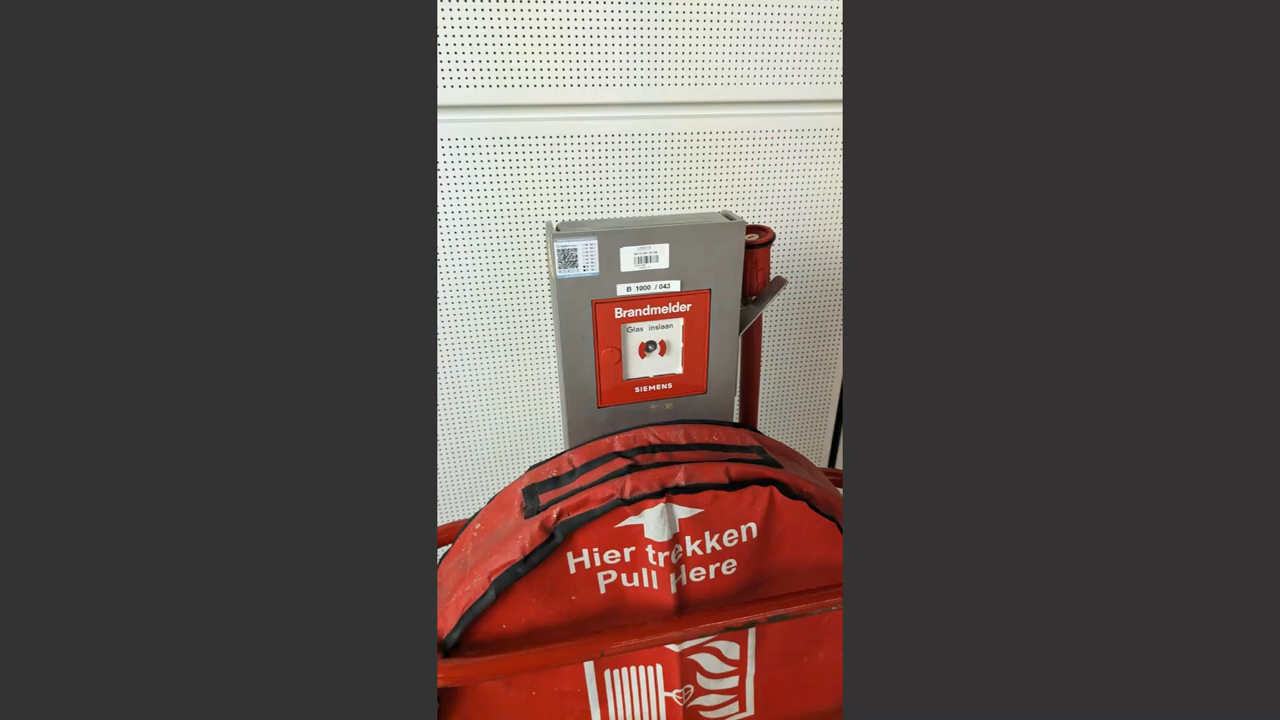 B 1000 / 043
Brandmelder
Glas inslaan
SIEMENS
Hier trekken
Pull Here